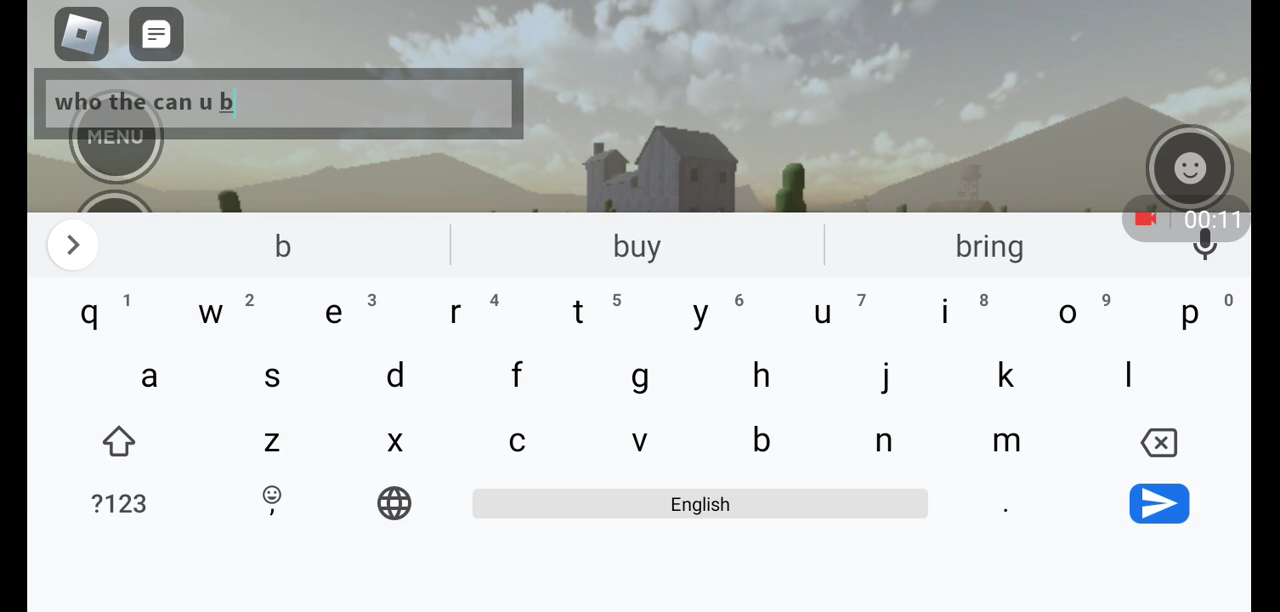 who the can u b
MENU
00:11
b buy bring
q 1 w 2 e 3 r 4 t 5 y 6 u 7 i 8 o 9 p 0
a s d f g h j k l
z x c v b n m
?123 , English .